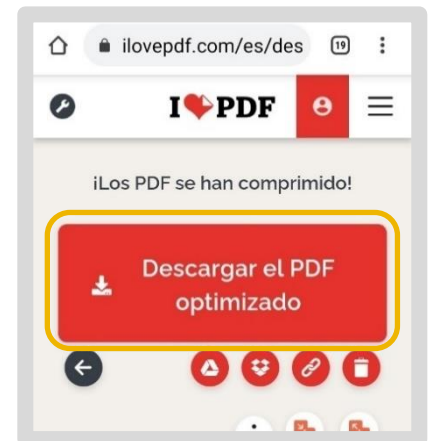 ilovepdf.com/es/des 19
I PDF
¡Los PDF se han comprimido!
Descargar el PDF
optimizado